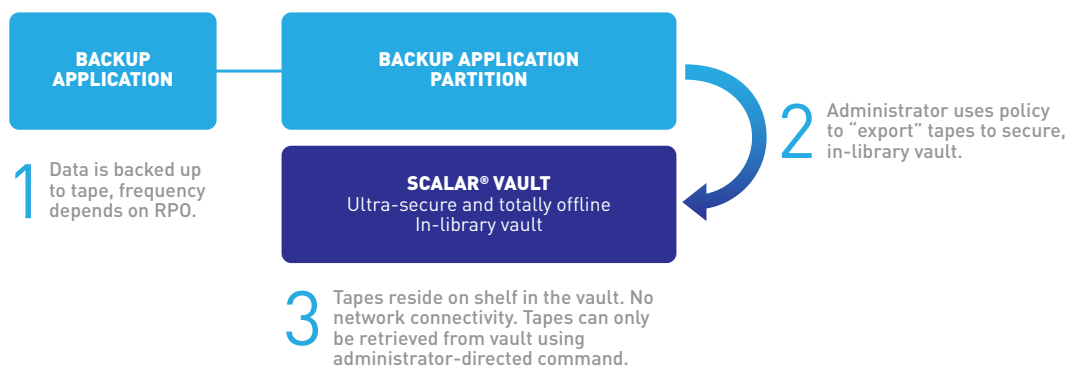 BACKUP
APPLICATION
BACKUP APPLICATION
PARTITION
1
Data is backed up
to tape, frequency
depends on RPO.
2
Administrator uses policy
to “export” tapes to secure,
in-library vault.
SCALAR® VAULT
Ultra-secure and totally offline
In-library vault
3
Tapes reside on shelf in the vault. No
network connectivity. Tapes can only
be retrieved from vault using
administrator-directed command.